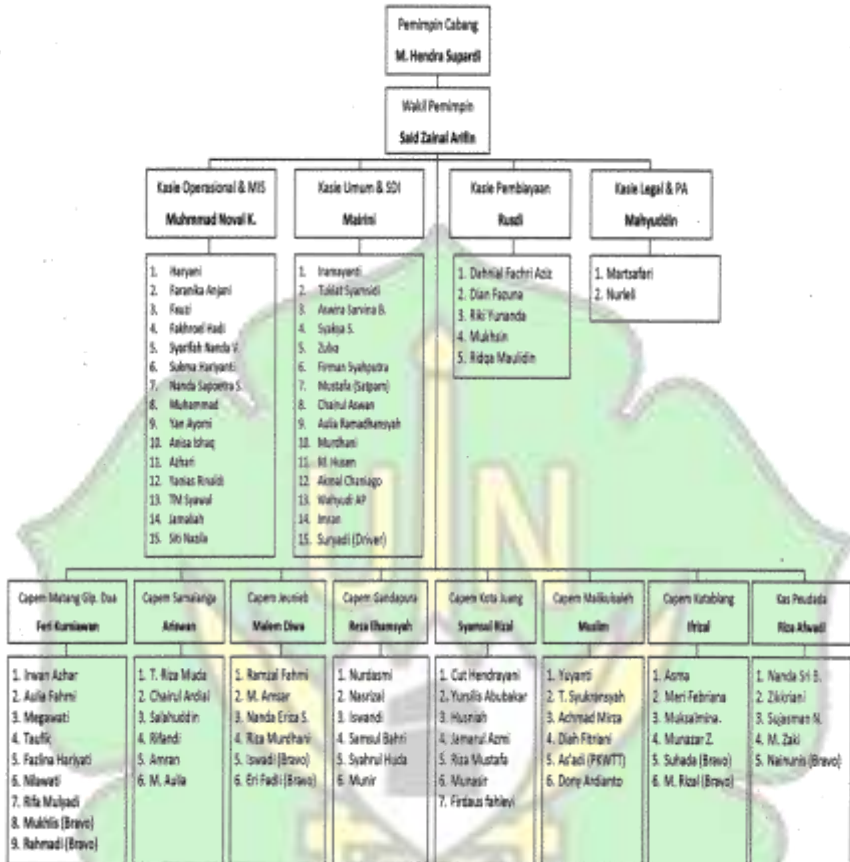 Pemimpin Cabang
M. Hendra Supardi
Wakil Pemimpin
Said Zainal Arifin
Kasie Operasional & MIS
Muhmmad Noval K.
Kasie Umum & SDI
Mairini
Kasie Pembiayaan
Rusdi
Kasie Legal & PA
Mahyuddin
1. Haryani
2. Faranika Anjani
3. Fauzi
4. Fakhroel Hadi
5. Syarifah Nanda V.
6. Sukma Hariyanti
7. Nanda Sapoetra S.
8. Muhammad
9. Yan Ayomi
10. Anisa Ishaq
11. Azhari
12. Yanias Rinaldi
13. TM Syawal
14. Jamaliah
15. Siti Nazila
1. Iramayanti
2. Syamsidi
3. Aswira Sarvina B.
4. Syakya S.
5. Zulva
6. Firman Syahputra
7. Mustafa (Satpam)
8. Chairul Aswan
9. Aulia Ramadhansyah
10. Murdhani
11. M. Husen
12. Akmal Chaniago
13. Wahyudi AP
14. Imran
15. Suryadi (Driver)
1. Dahnial Fachri Aziz
2. Dian Fazuna
3. Riki Yunanda
4. Mukhsin
5. Ridqa Maulidin
1. Martsafari
2. Nurleli
U N
Capem Matang Glp. Dua
Feri Kurniawan
Capem Samalanga
Ariswan
Capem Jeunieb
Malem Diwa
Capem Gandapura
Reza Ilhamsyah
Capem Kota Juang
Syamsul Rizal
Capem Malikulsaleh
Muslim
Capem Kutablang
Ifrizal
Kas Peudada
Riza Ahyadi
1. Irwan Azhar
2. Aulia Fahmi
3. Megawati
4. Taufik
5. Fazlina Hariyati
6. Nilawati
7. Rifa Mulyadi
8. Mukhlis (Bravo)
9. Rahmadi (Bravo)
1. T. Riza Muda
2. Chairul Ardial
3. Salahuddin
4. Rifandi
5. Amran
6. M. Aulia
1. Ramzal Fahmi
2. M. Amsar
3. Nanda Eriza S.
4. Riza Murdhani
5. Iswadi (Bravo)
6. Eri Fadli (Bravo)
1. Nurdasmi
2. Nasrizal
3. Iswandi
4. Samsul Bahri
5. Syahrul Huda
6. Munir
1. Cut Hendrayani
2. Yursilis Abubakar
3. Husniah
4. Jamarul Azmi
5. Riza Mustafa
6. Munasir
7. Firdaus fahlevi
1. Yuyanti
2. T. Syukransyah
3. Achmad Mirza
4. Diah Fitriani
5. As'adi (PKWTT)
6. Dony Ardianto
1. Asma
2. Meri Febriana
3. Muksalmina.
4. Munazar Z.
5. Suhada (Bravo)
6. M. Rizal (Bravo)
1. Nanda Sri B.
2. Zikiriani
3. Sujasman N.
4. M. Zaki
5. Nainunis (Bravo)